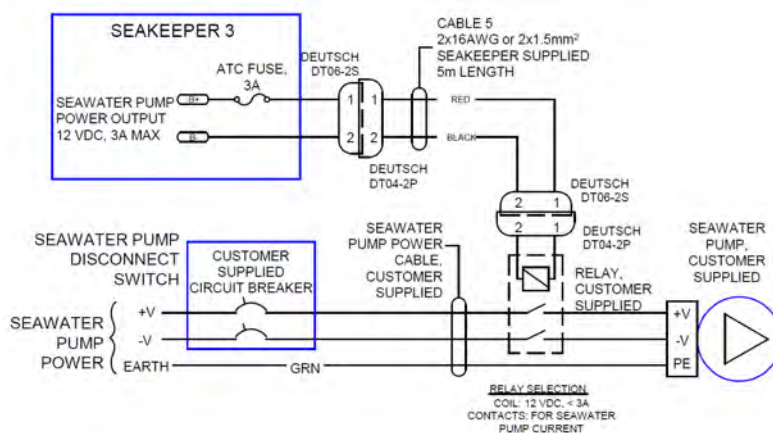 SEAKEEPER 3
ATC FUSE,
3A
B+
SEAWATER PUMP
POWER OUTPUT
12 VDC, 3A MAX
B-
DEUTSCH
DT06-2S
1
1
2
2
DEUTSCH
DT04-2P
CABLE 5
2x16AWG or 2x1.5mm²
SEAKEEPER SUPPLIED
5m LENGTH
RED
BLACK
DEUTSCH
DT06-2S
2
1
2
1
DEUTSCH
DT04-2P
SEAWATER PUMP
DISCONNECT
SWITCH
CUSTOMER
SUPPLIED
CIRCUIT BREAKER
SEAWATER
PUMP POWER
CABLE,
CUSTOMER
SUPPLIED
RELAY,
CUSTOMER
SUPPLIED
SEAWATER
PUMP,
CUSTOMER
SUPPLIED
SEAWATER
PUMP
POWER
+V
-V
EARTH
GRN
+V
-V
PE
RELAY SELECTION
COIL: 12 VDC, < 3A
CONTACTS: FOR SEAWATER
PUMP CURRENT